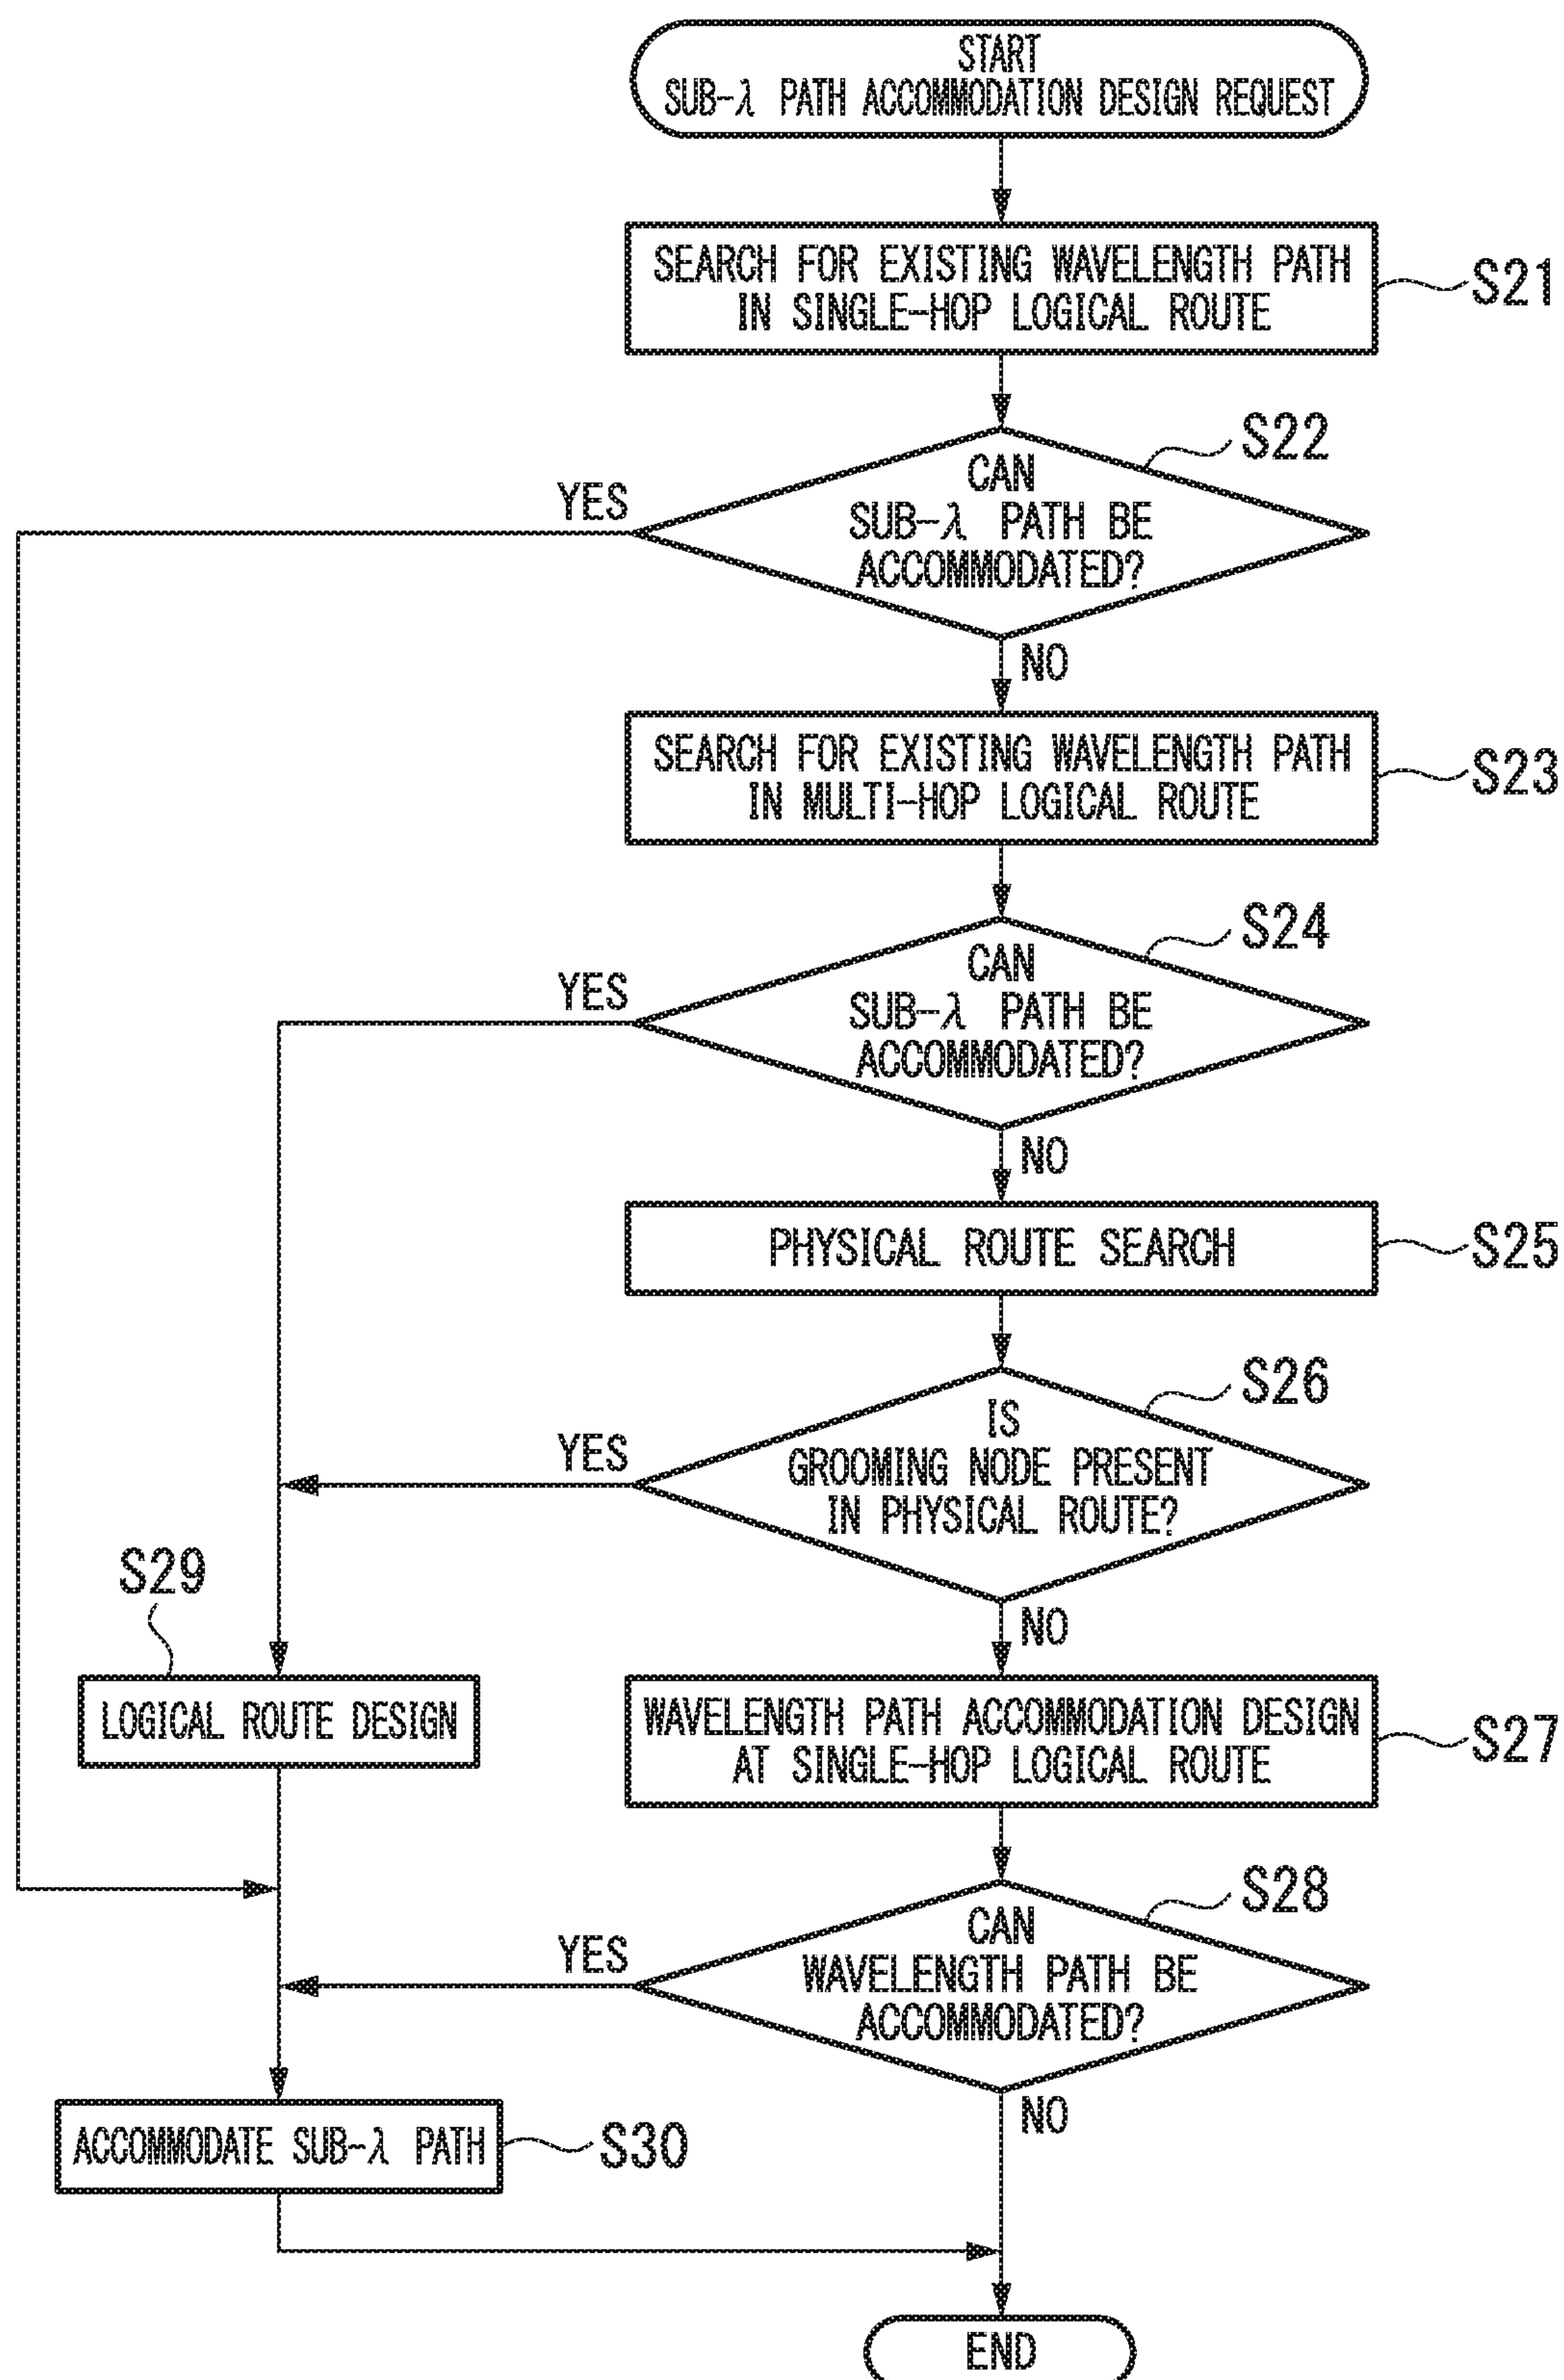 START
SUB-λ PATH ACCOMMODATION DESIGN REQUEST
SEARCH FOR EXISTING WAVELENGTH PATH
IN SINGLE-HOP LOGICAL ROUTE
S21
S22
CAN
SUB-λ PATH BE
ACCOMMODATED?
YES
NO
SEARCH FOR EXISTING WAVELENGTH PATH
IN MULTI-HOP LOGICAL ROUTE
S23
S24
CAN
SUB-λ PATH BE
ACCOMMODATED?
YES
NO
PHYSICAL ROUTE SEARCH
S25
S26
IS
GROOMING NODE PRESENT
IN PHYSICAL ROUTE?
YES
NO
S29
LOGICAL ROUTE DESIGN
WAVELENGTH PATH ACCOMMODATION DESIGN
AT SINGLE-HOP LOGICAL ROUTE
S27
S28
CAN
WAVELENGTH PATH BE
ACCOMMODATED?
YES
NO
ACCOMMODATE SUB-λ PATH
S30
END